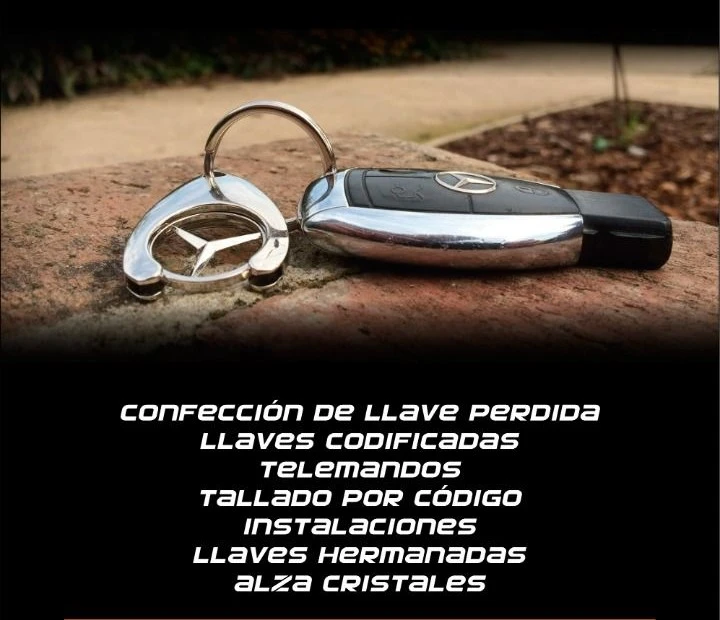 CONFECCIÓN DE LLAVE PERDIDA
LLAVES CODIFICADAS
TELEMANDOS
TALLADO POR CÓDIGO
INSTALACIONES
LLAVES HERMANADAS
ALZA CRISTALES